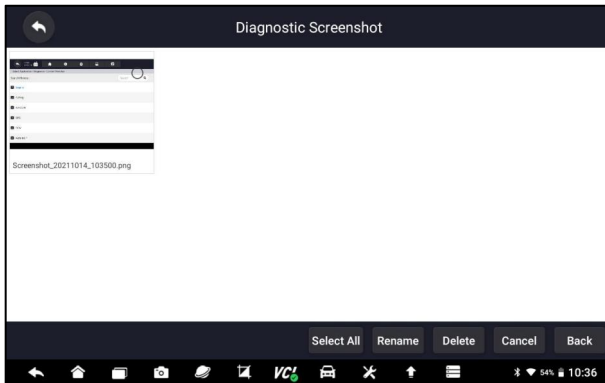 Diagnostic Screenshot
Screenshot_20211014_103500.png
Select All Rename Delete Cancel Back
VCI 54% 10:36